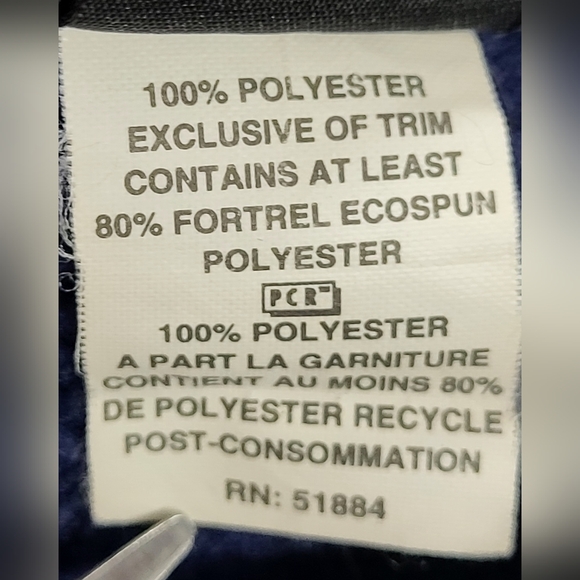 100% POLYESTER
EXCLUSIVE OF TRIM
CONTAINS AT LEAST
80% FORTREL ECOSPUN
POLYESTER
PCR™
100% POLYESTER
A PART LA GARNITURE
CONTIENT AU MOINS 80%
DE POLYESTER RECYCLE
POST-CONSOMMATION
RN: 51884